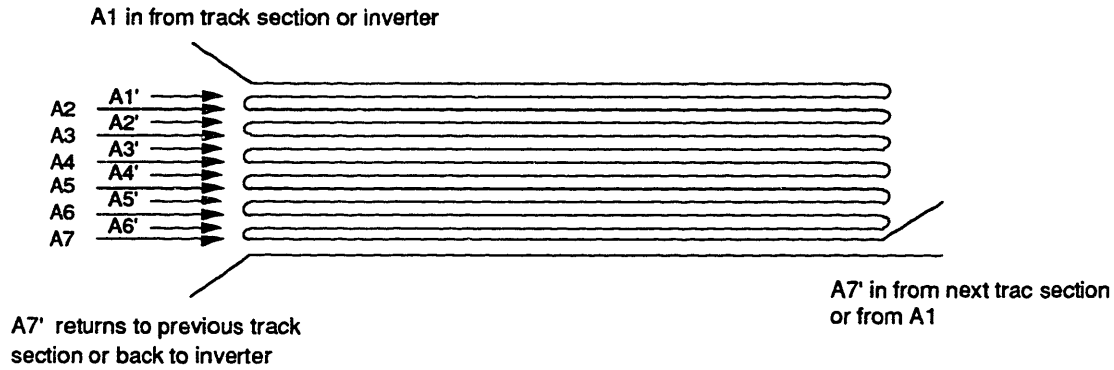 A1 in from track section or inverter
A1'
A2
A2'
A3
A3'
A4
A4'
A5
A5'
A6
A6'
A7
A7' in from next trac section
or from A1
A7' returns to previous track
section or back to inverter